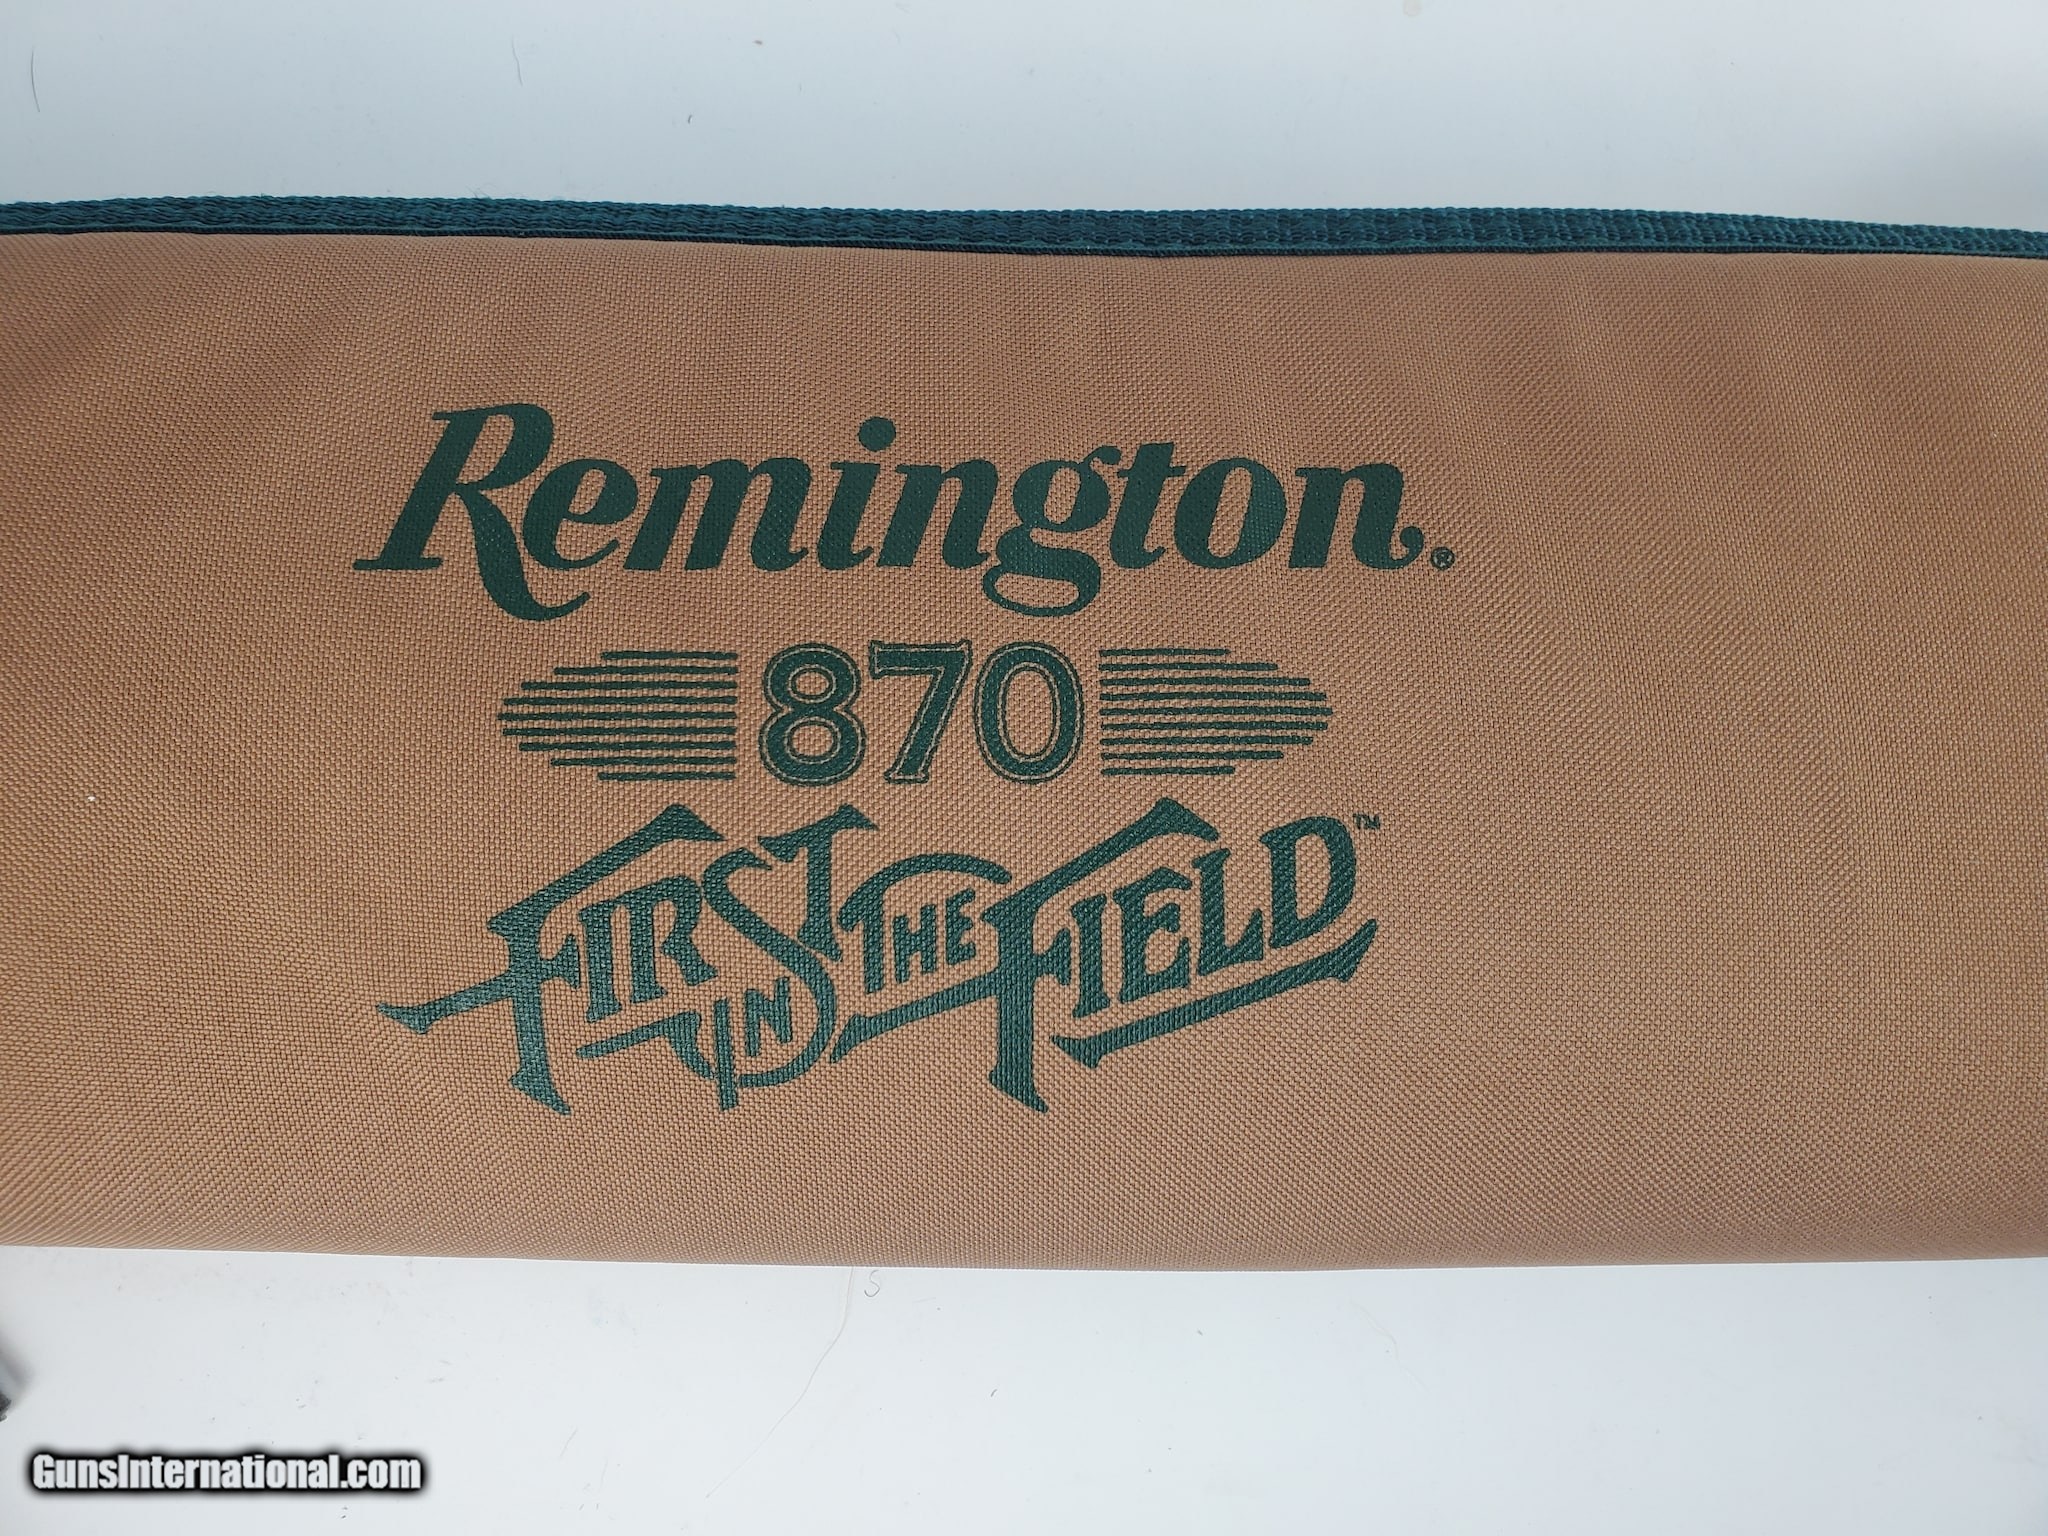 Remington®
870
FIRST IN THE FIELD™
GunsInternational.com